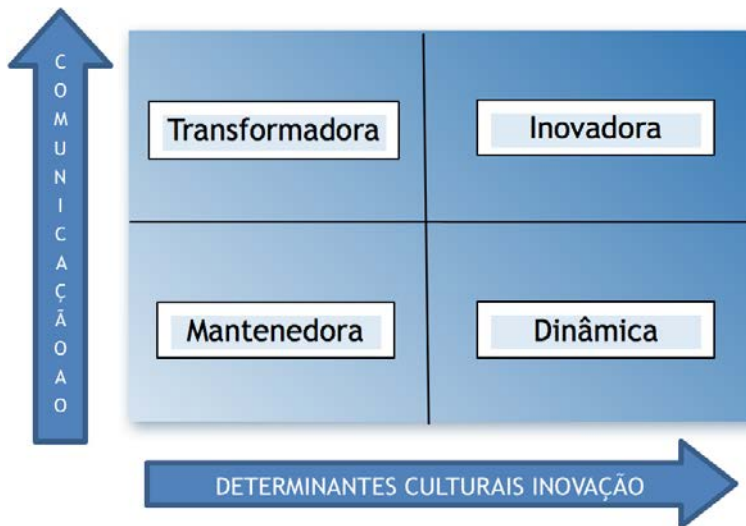 COMUNICAÇÃOAO
Transformadora
Inovadora
Mantenedora
Dinâmica
DETERMINANTES CULTURAIS INOVAÇÃO